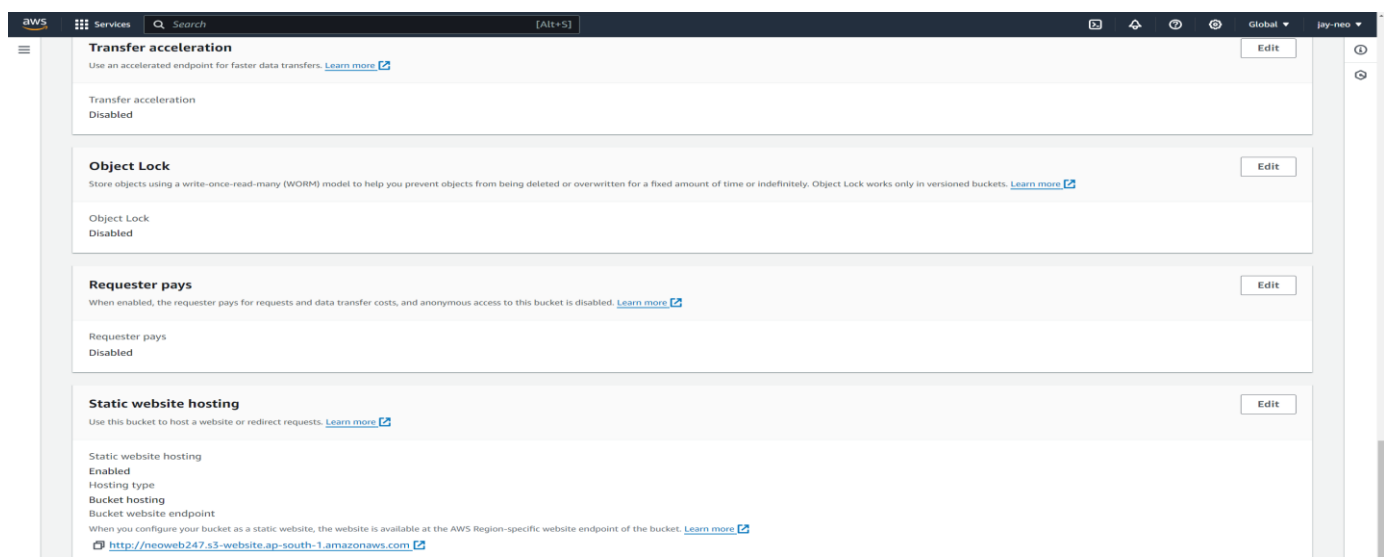 aws Services Search [Alt+S] Global jay-neo
Transfer acceleration Edit
Use an accelerated endpoint for faster data transfers. Learn more
Transfer acceleration
Disabled
Object Lock Edit
Store objects using a write-once-read-many (WORM) model to help you prevent objects from being deleted or overwritten for a fixed amount of time or indefinitely. Object Lock works only in versioned buckets. Learn more
Object Lock
Disabled
Requester pays Edit
When enabled, the requester pays for requests and data transfer costs, and anonymous access to this bucket is disabled. Learn more
Requester pays
Disabled
Static website hosting Edit
Use this bucket to host a website or redirect requests. Learn more
Static website hosting
Enabled
Hosting type
Bucket hosting
Bucket website endpoint
When you configure your bucket as a static website, the website is available at the AWS Region-specific website endpoint of the bucket. Learn more
http://neoweb247.s3-website.ap-south-1.amazonaws.com